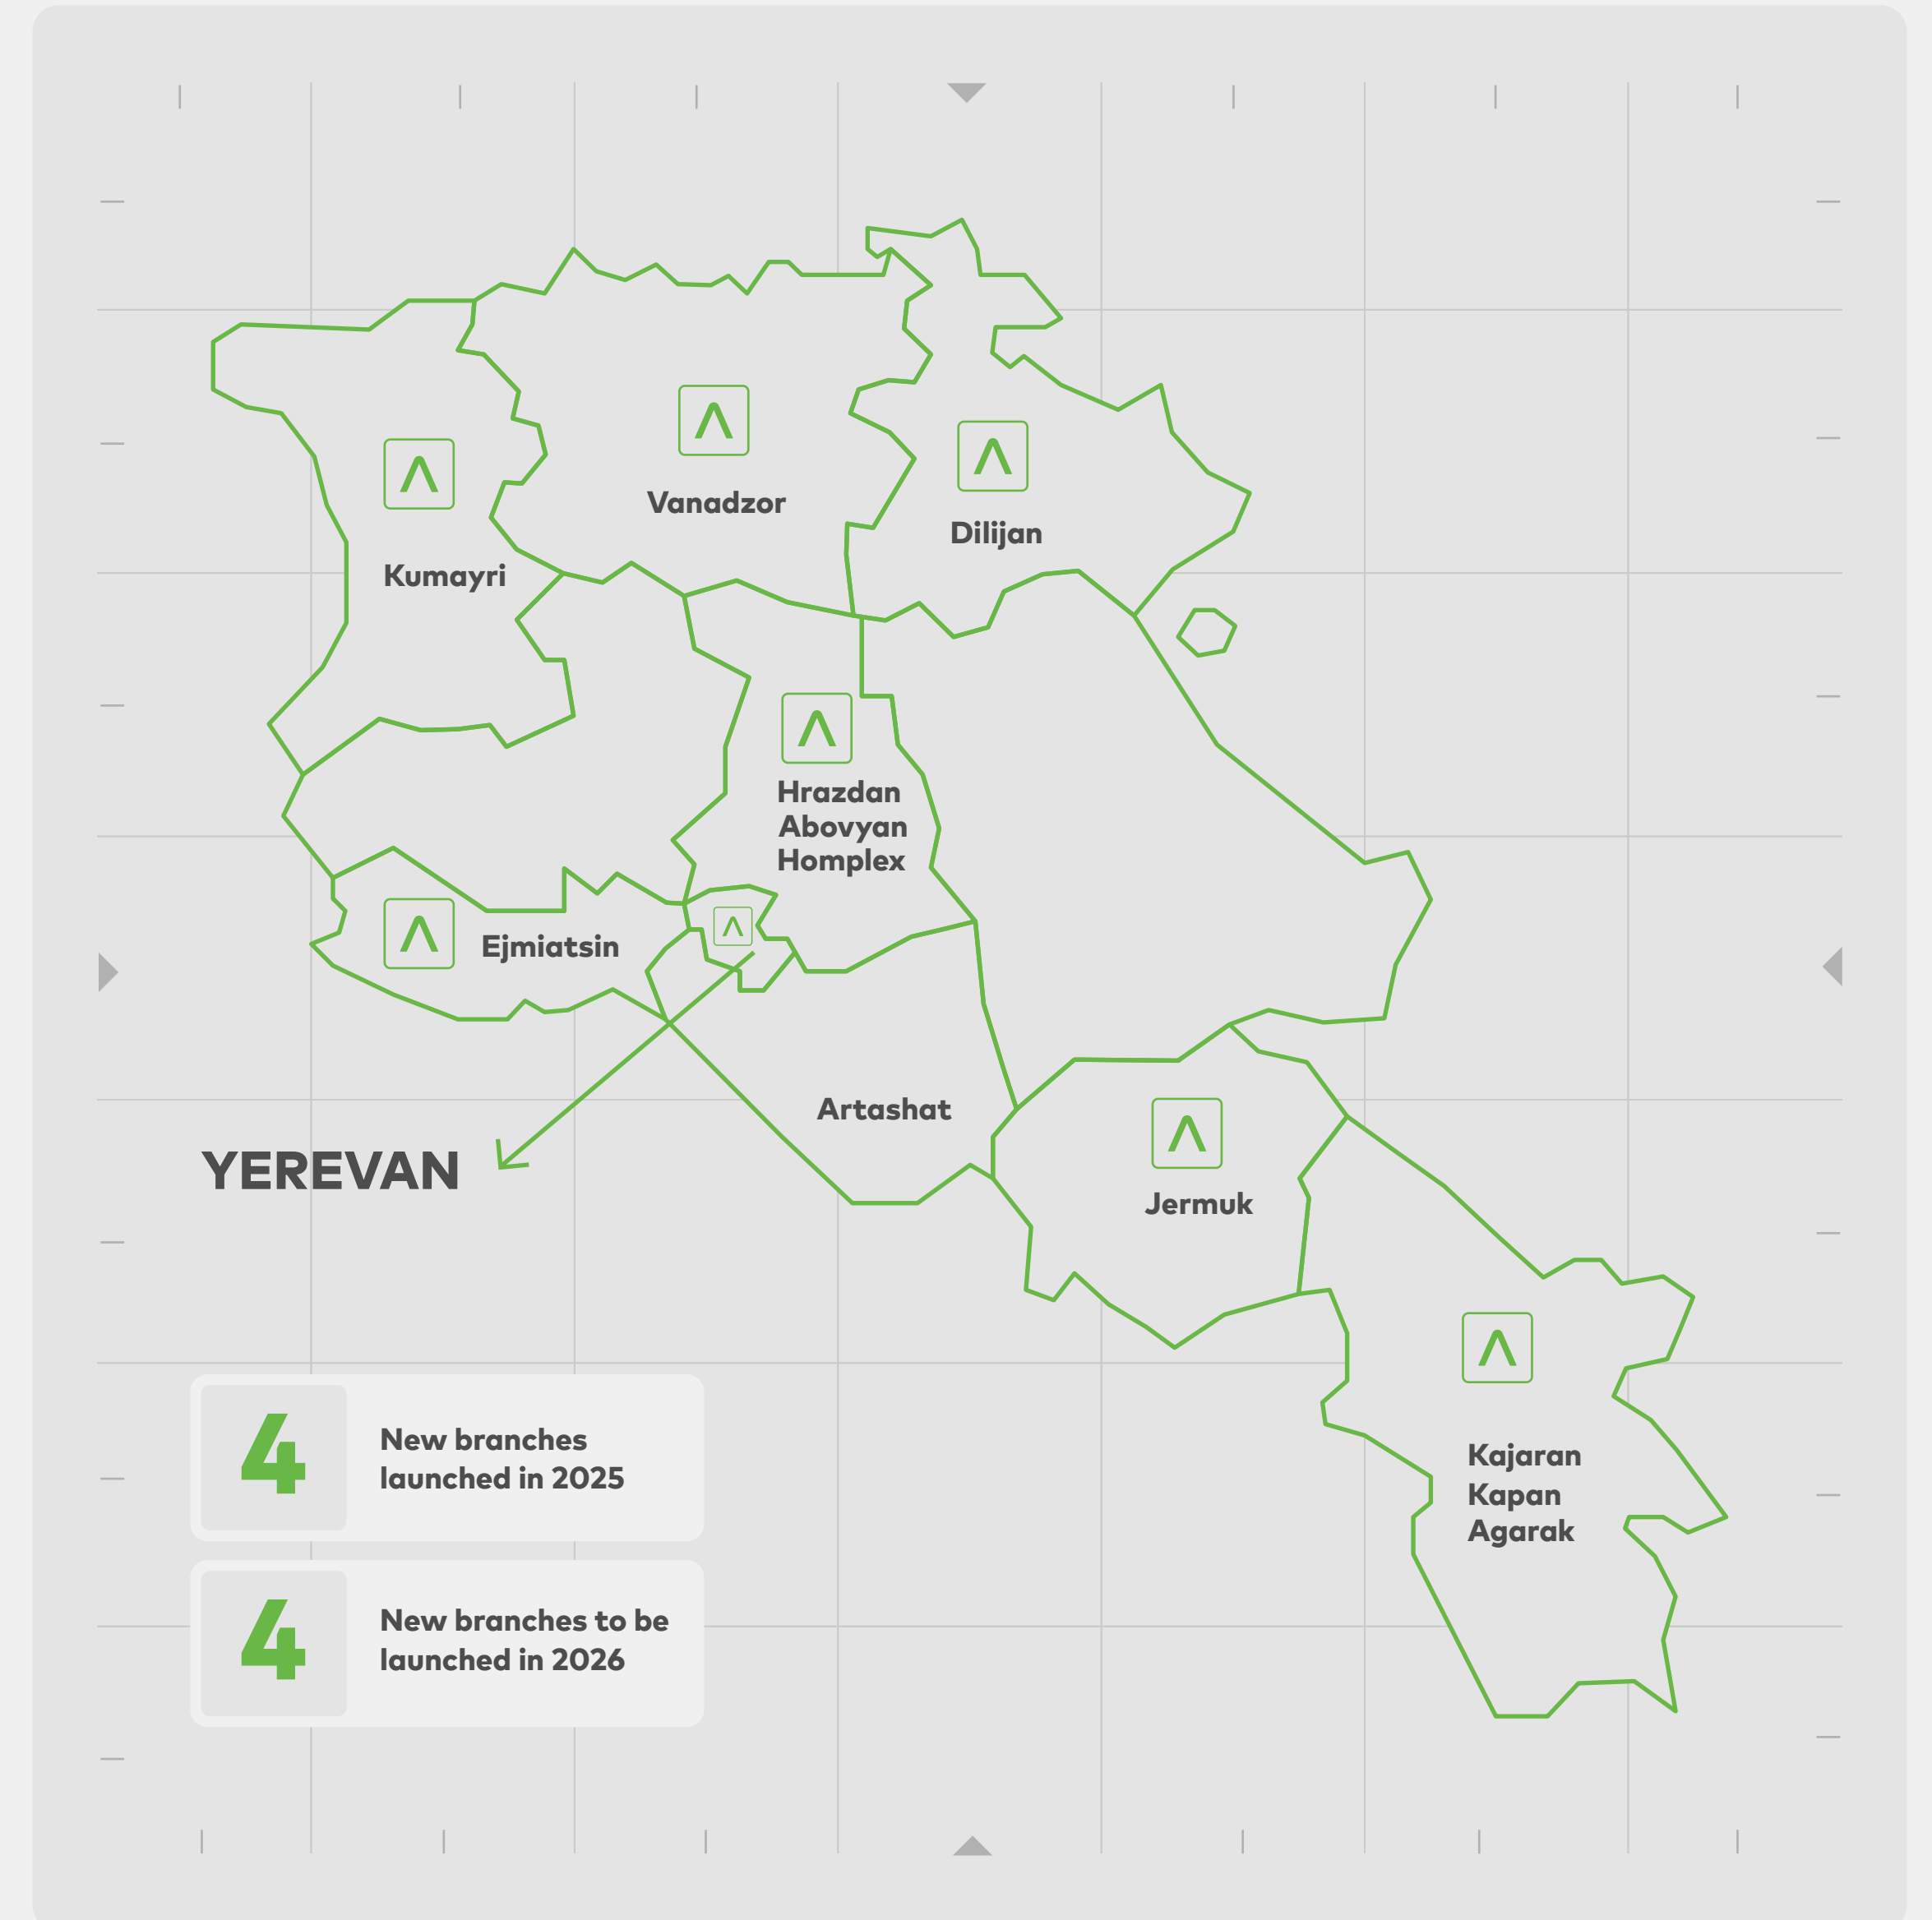 Vanadzor
Dilijan
Kumayri
Hrazdan
Abovyan
Homplex
Ejmiatsin
Artashat
YEREVAN
Jermuk
Kajaran
Kapan
Agarak
4
New branches
launched in 2025
4
New branches to be
launched in 2026